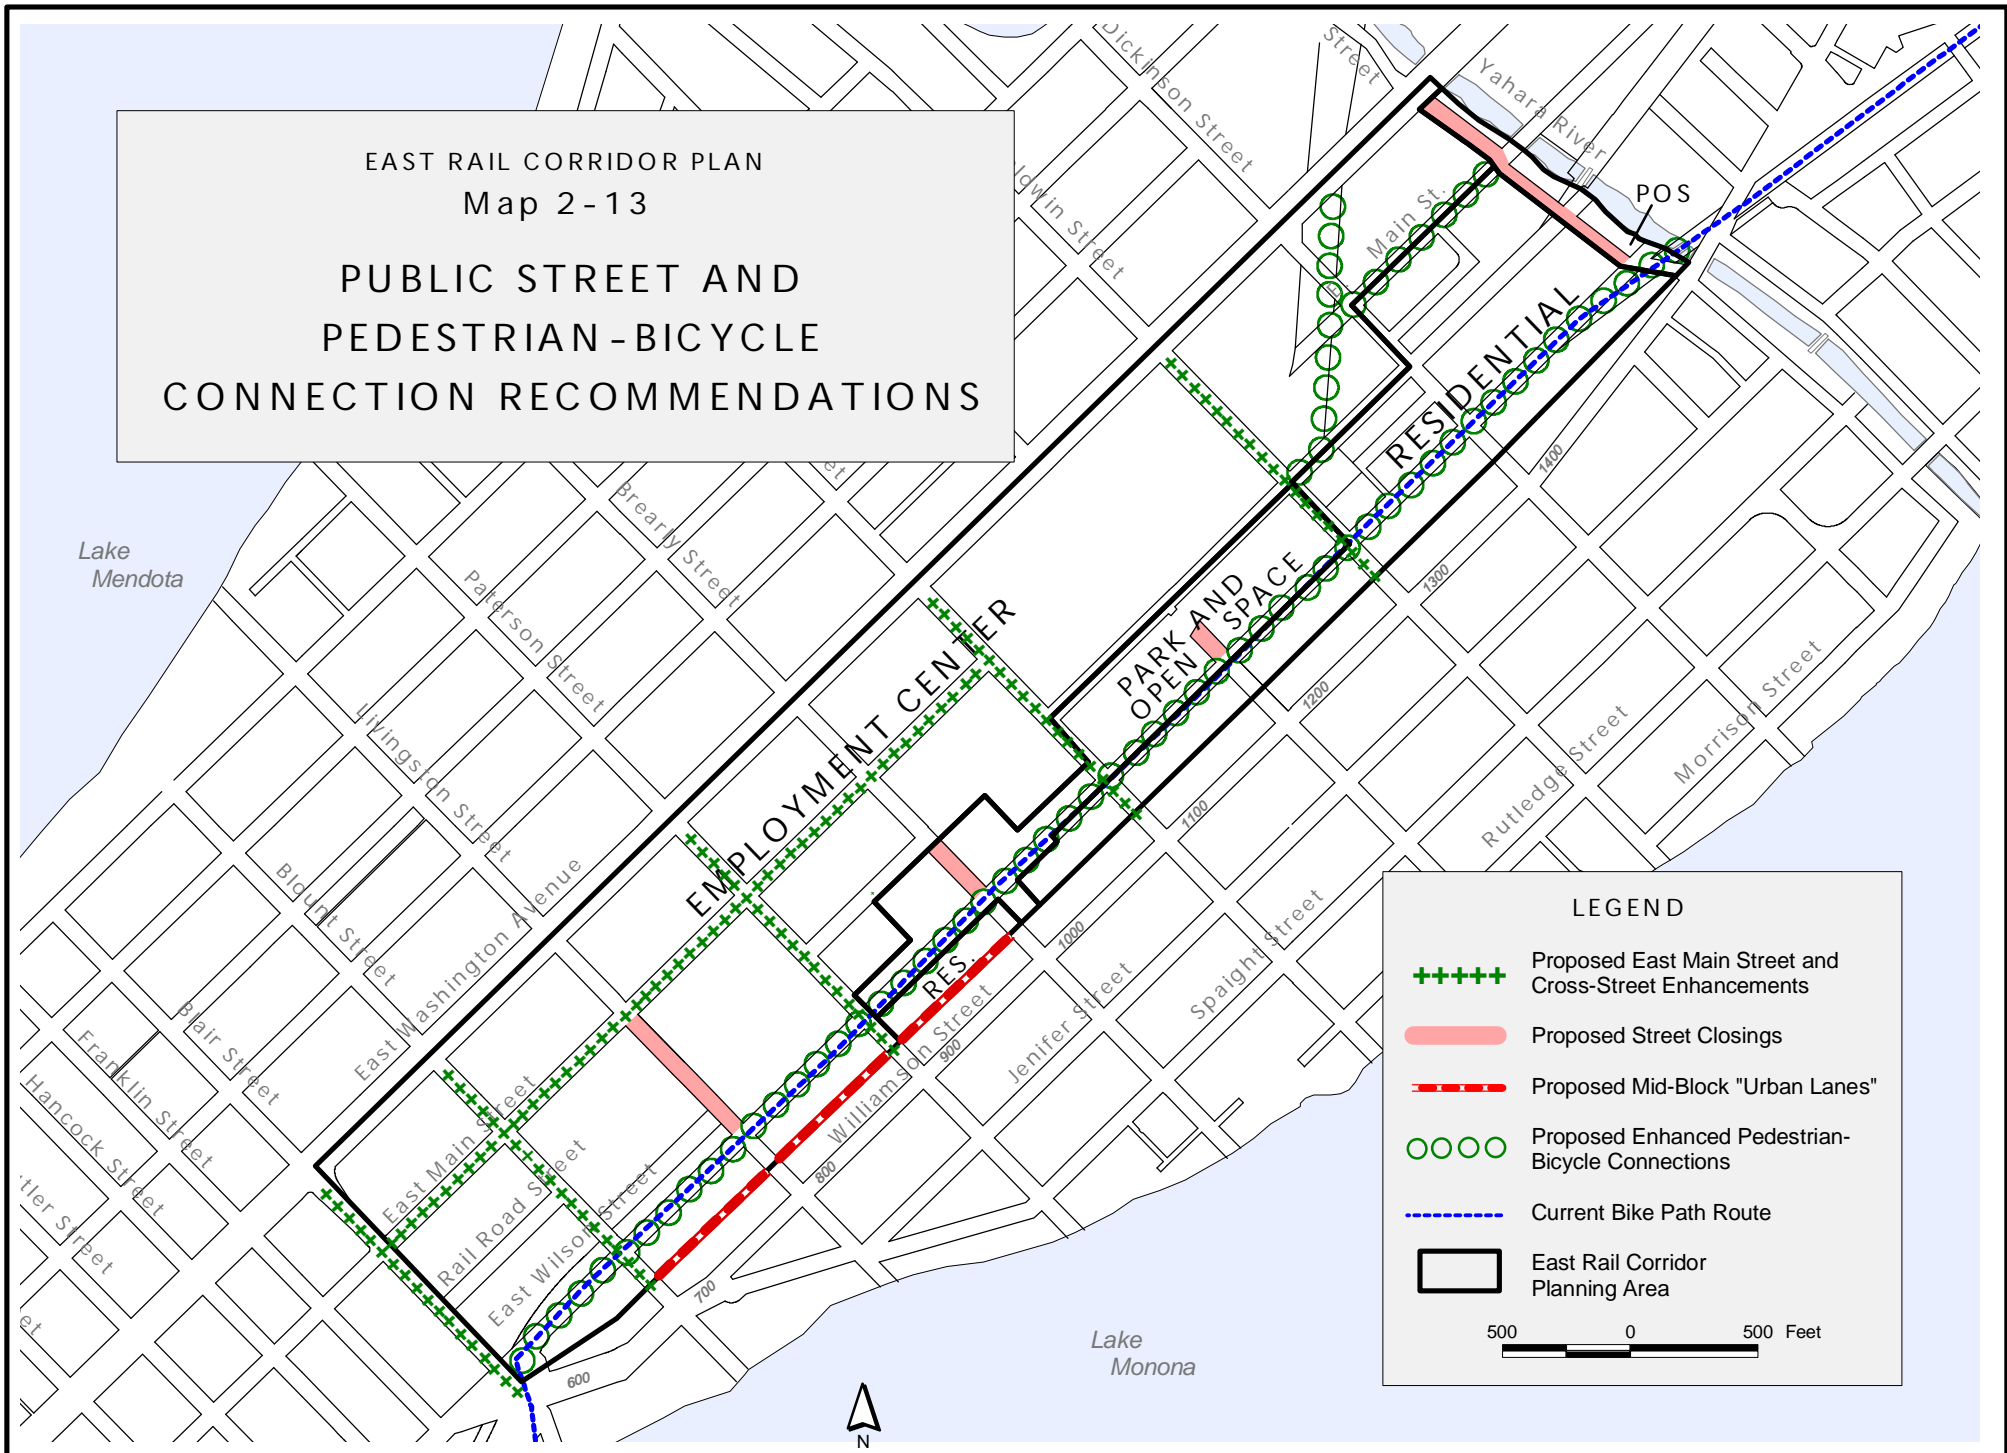 EAST RAIL CORRIDOR PLAN
Map 2-13
PUBLIC STREET AND
PEDESTRIAN-BICYCLE
CONNECTION RECOMMENDATIONS
Dickinson Street
Street
Yahara River
POS
Main St.
RESIDENTIAL
Street
Brearly Street
Paterson Street
Livingston Street
Blount Street
Blair Street
Franklin Street
Hancock Street
Street
East Washington Avenue
EMPLOYMENT CENTER
PARK AND
OPEN SPACE
RES.
East Main Street
Rail Road Street
East Wilson Street
Williamson Street
Jenifer Street
Spaight Street
Rutledge Street
Morrison Street
600
700
800
900
1000
1100
1200
1300
1400
Lake
Mendota
Lake
Monona
N
LEGEND
Proposed East Main Street and
Cross-Street Enhancements
Proposed Street Closings
Proposed Mid-Block "Urban Lanes"
Proposed Enhanced Pedestrian-
Bicycle Connections
Current Bike Path Route
East Rail Corridor
Planning Area
500 0 500 Feet